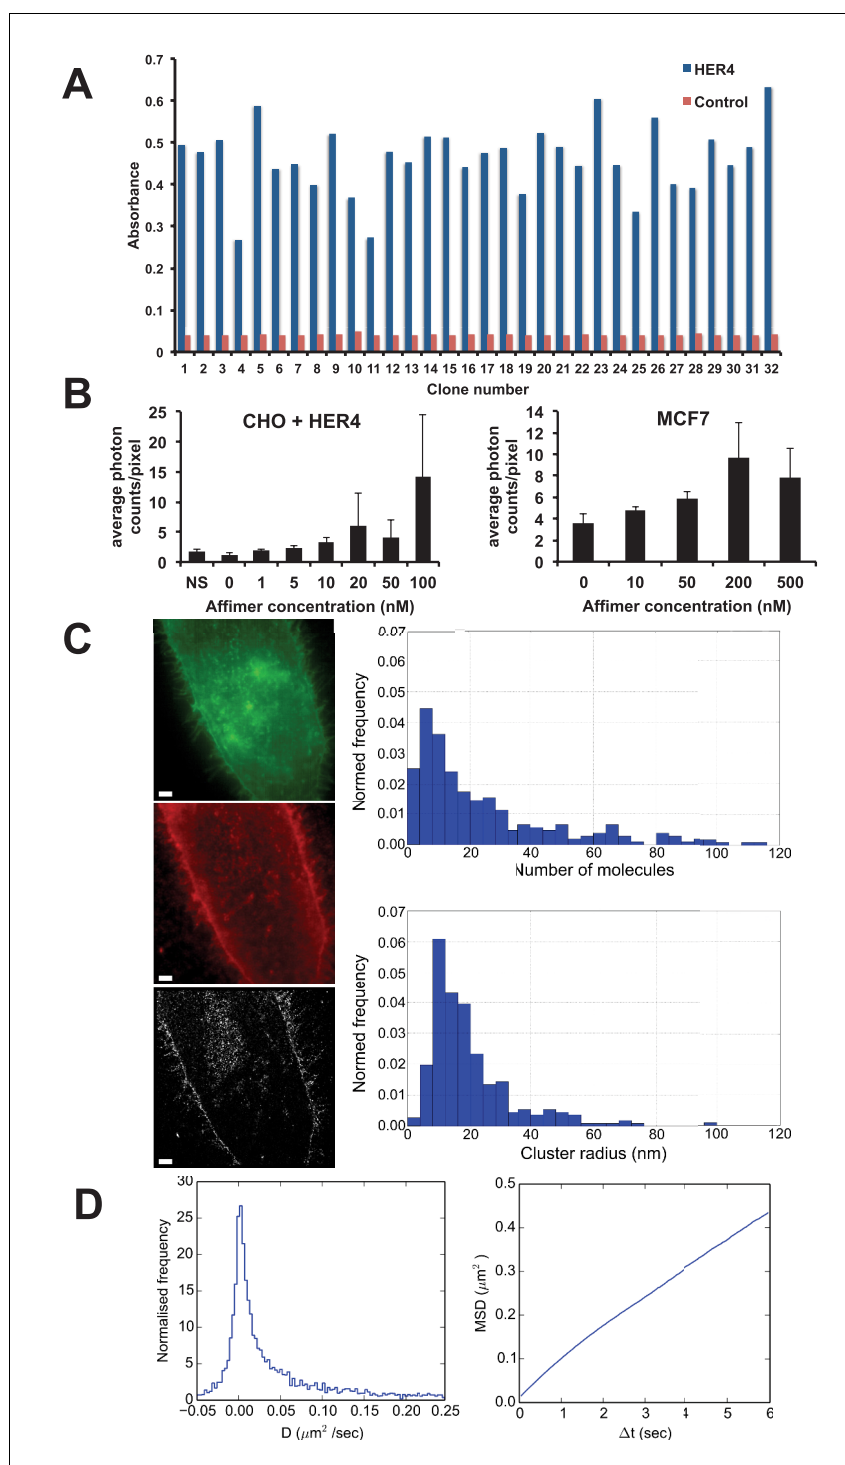 A
0.7
0.6
0.5
0.4
0.3
0.2
0.1
0
Absorbance
HER4
Control
1 2 3 4 5 6 7 8 9 10 11 12 13 14 15 16 17 18 19 20 21 22 23 24 25 26 27 28 29 30 31 32
Clone number
B
CHO + HER4
average photon
counts/pixel
25
20
15
10
5
0
NS 0 1 5 10 20 50 100
Affimer concentration (nM)
MCF7
average photon
counts/pixel
14
12
10
8
6
4
2
0
0 10 50 200 500
Affimer concentration (nM)
C
Normed frequency
0.07
0.06
0.05
0.04
0.03
0.02
0.01
0.00
0 20 40 60 80 100 120
Number of molecules
Normed frequency
0.07
0.06
0.05
0.04
0.03
0.02
0.01
0.00
0 20 40 60 80 100 120
Cluster radius (nm)
D
Normalised frequency
30
25
20
15
10
5
0
−0.05 0.00 0.05 0.10 0.15 0.20 0.25
D (μm² /sec)
MSD (μm² )
0.5
0.4
0.3
0.2
0.1
0.0
0 1 2 3 4 5 6
Δt (sec)